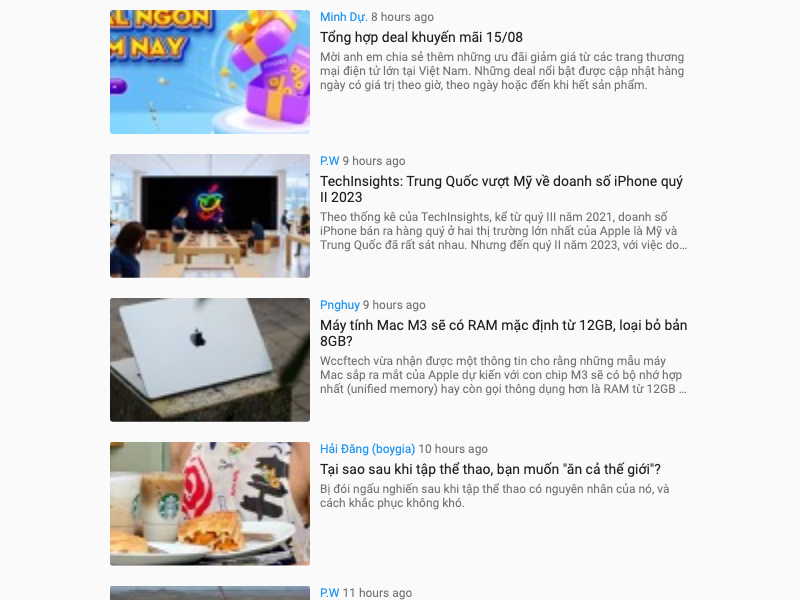 AL NGON
M NAY
Minh Dự. 8 hours ago
Tổng hợp deal khuyến mãi 15/08
Mời anh em chia sẻ thêm những ưu đãi giảm giá từ các trang thương
mại điện tử lớn tại Việt Nam. Những deal nổi bật được cập nhật hàng
ngày có giá trị theo giờ, theo ngày hoặc đến khi hết sản phẩm.
P.W 9 hours ago
TechInsights: Trung Quốc vượt Mỹ về doanh số iPhone quý
II 2023
Theo thống kê của TechInsights, kể từ quý III năm 2021, doanh số
iPhone bán ra hàng quý ở hai thị trường lớn nhất của Apple là Mỹ và
Trung Quốc đã rất sát nhau. Nhưng đến quý II năm 2023, với việc do...
Pnghuy 9 hours ago
Máy tính Mac M3 sẽ có RAM mặc định từ 12GB, loại bỏ bản
8GB?
Wccftech vừa nhận được một thông tin cho rằng những mẫu máy
Mac sắp ra mắt của Apple dự kiến với con chip M3 sẽ có bộ nhớ hợp
nhất (unified memory) hay còn gọi thông dụng hơn là RAM từ 12GB ...
Hải Đăng (boygia) 10 hours ago
Tại sao sau khi tập thể thao, bạn muốn "ăn cả thế giới"?
Bị đói ngấu nghiến sau khi tập thể thao có nguyên nhân của nó, và
cách khắc phục không khó.
P.W 11 hours ago